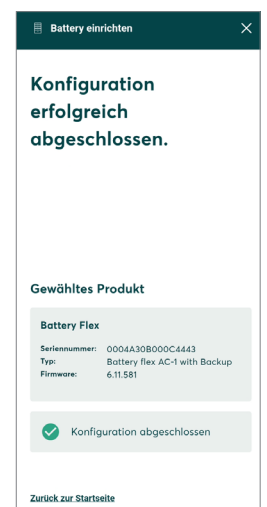 Battery einrichten
Konfiguration
erfolgreich
abgeschlossen.
Gewähltes Produkt
Battery Flex
Seriennummer: 0004A30B000C4443
Typ: Battery flex AC-1 with Backup
Firmware: 6.11.581
Konfiguration abgeschlossen
Zurück zur Startseite